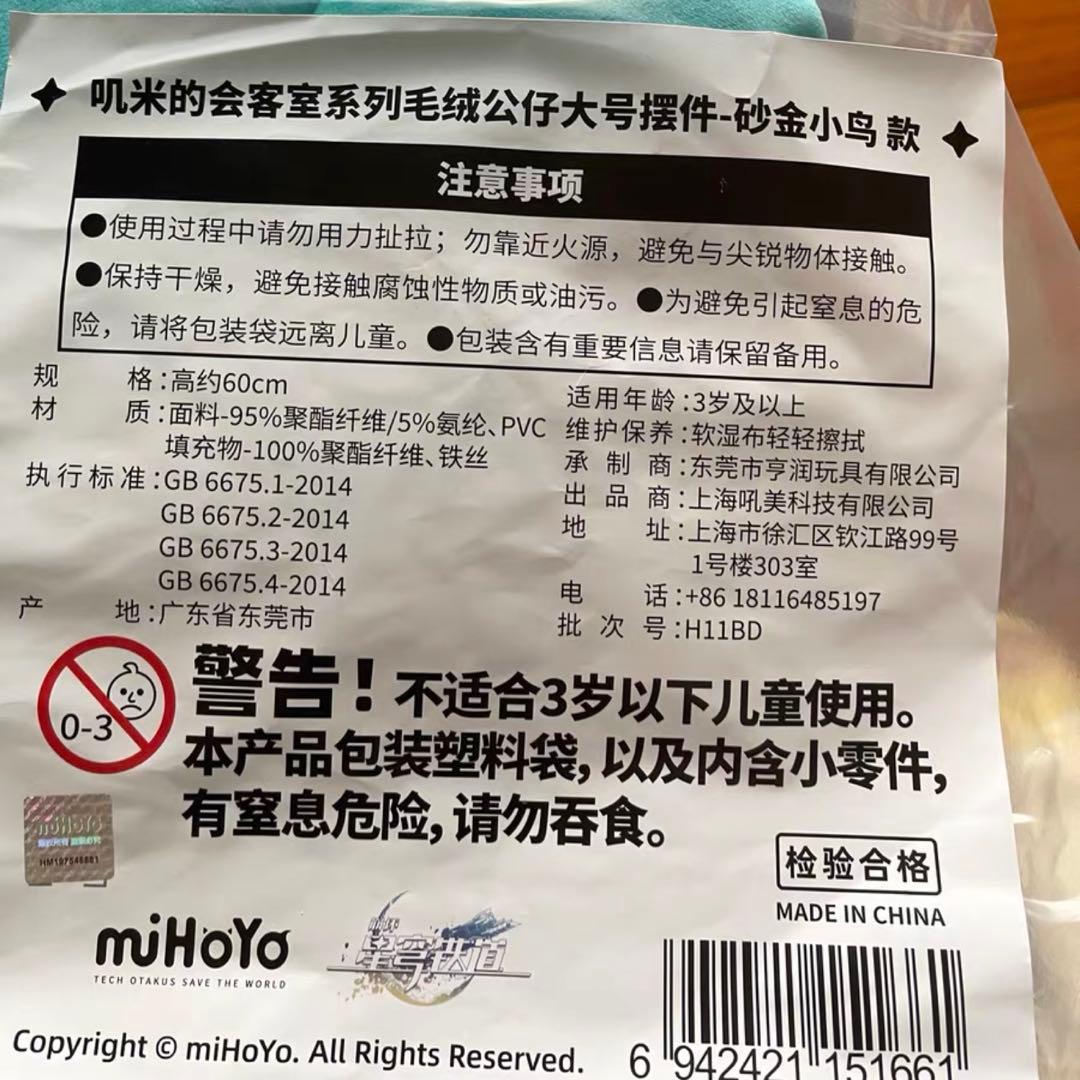 叽米的会客室系列毛绒公仔大号摆件-砂金小鸟 款
注意事项
●使用过程中请勿用力扯拉；勿靠近火源，避免与尖锐物体接触。
●保持干燥，避免接触腐蚀性物质或油污。●为避免引起窒息的危
险，请将包装袋远离儿童。●包装含有重要信息请保留备用。
规格:高约60cm
材质:面料-95%聚酯纤维/5%氨纶、PVC
填充物-100%聚酯纤维、铁丝
执行标准:GB 6675.1-2014
GB 6675.2-2014
GB 6675.3-2014
GB 6675.4-2014
产地:广东省东莞市
适用年龄:3岁及以上
维护保养:软湿布轻轻擦拭
承制商:东莞市亨润玩具有限公司
出品商:上海吼美科技有限公司
地址:上海市徐汇区钦江路99号
1号楼303室
电话:+86 18116485197
批次号:H11BD
0-3
警告！不适合3岁以下儿童使用。
本产品包装塑料袋，以及内含小零件，
有窒息危险，请勿吞食。
miHoYo
检验合格
MADE IN CHINA
miHoYo
TECH OTAKUS SAVE THE WORLD
崩坏
星穹铁道
Copyright © miHoYo. All Rights Reserved.
6 942421 151661